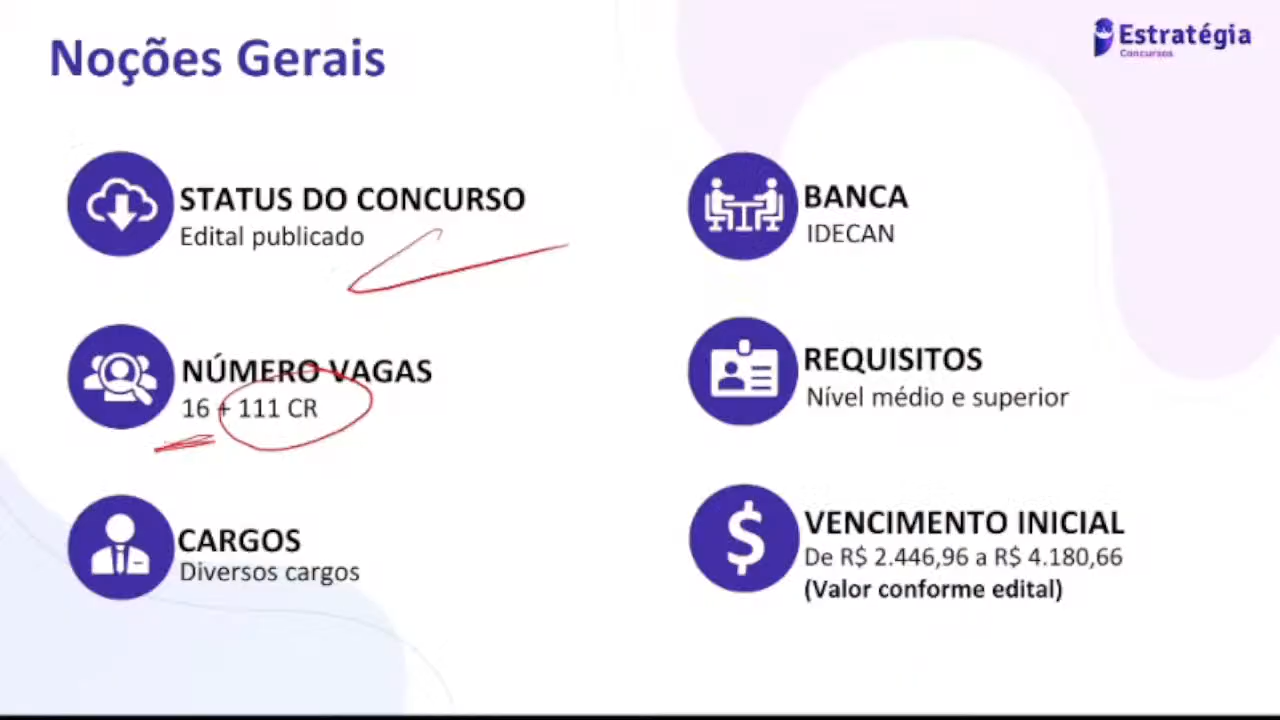 Noções Gerais
Estratégia
Concursos
STATUS DO CONCURSO
Edital publicado
BANCA
IDECAN
NÚMERO VAGAS
16 + 111 CR
REQUISITOS
Nível médio e superior
CARGOS
Diversos cargos
VENCIMENTO INICIAL
De R$ 2.446,96 a R$ 4.180,66
(Valor conforme edital)